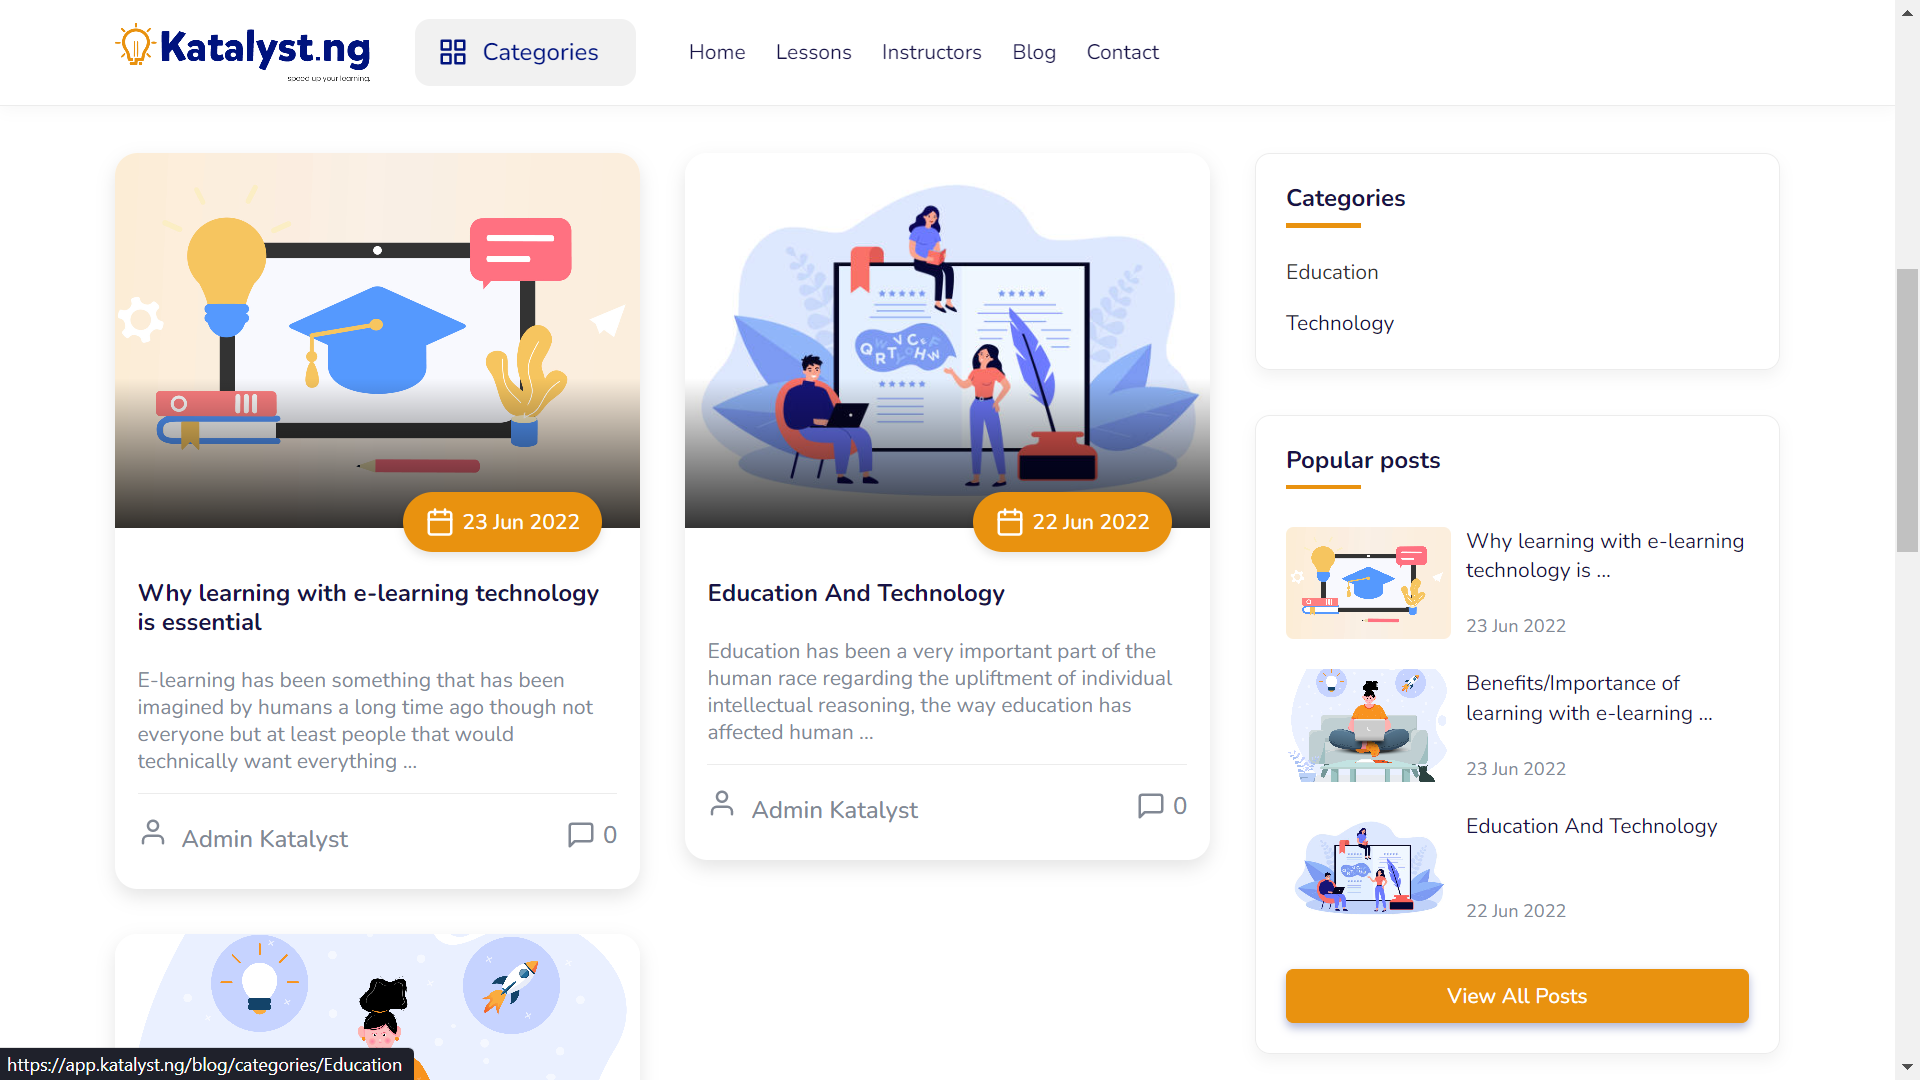 Katalyst.ng
speed up your learning.
Categories
Home
Lessons
Instructors
Blog
Contact
23 Jun 2022
Why learning with e-learning technology
is essential
E-learning has been something that has been
imagined by humans a long time ago though not
everyone but at least people that would
technically want everything ...
Admin Katalyst
0
22 Jun 2022
Education And Technology
Education has been a very important part of the
human race regarding the upliftment of individual
intellectual reasoning, the way education has
affected human ...
Admin Katalyst
0
Categories
Education
Technology
Popular posts
Why learning with e-learning
technology is ...
23 Jun 2022
Benefits/Importance of
learning with e-learning ...
23 Jun 2022
Education And Technology
22 Jun 2022
View All Posts
https://app.katalyst.ng/blog/categories/Education